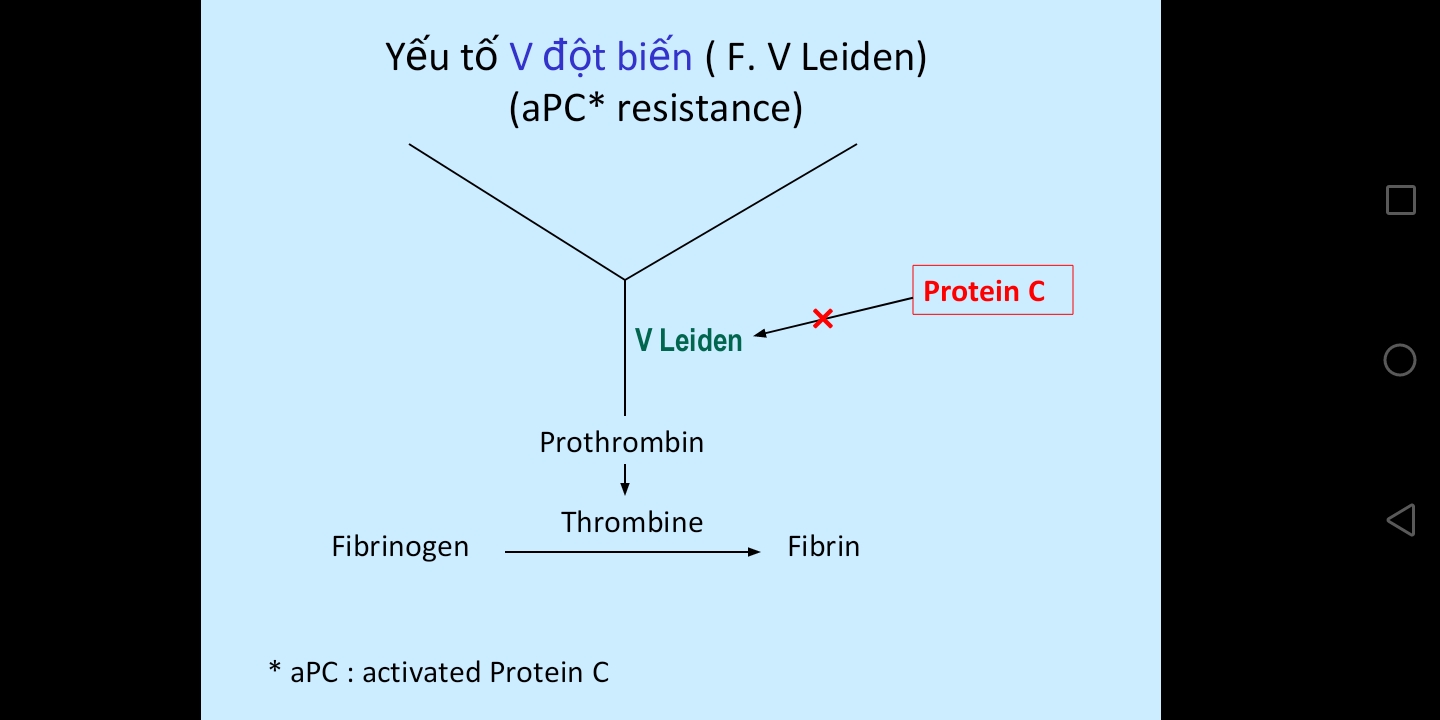 Yếu tố V đột biến ( F. V Leiden)
(aPC* resistance)
Protein C
V Leiden
Prothrombin
Thrombine
Fibrinogen
Fibrin
* aPC : activated Protein C